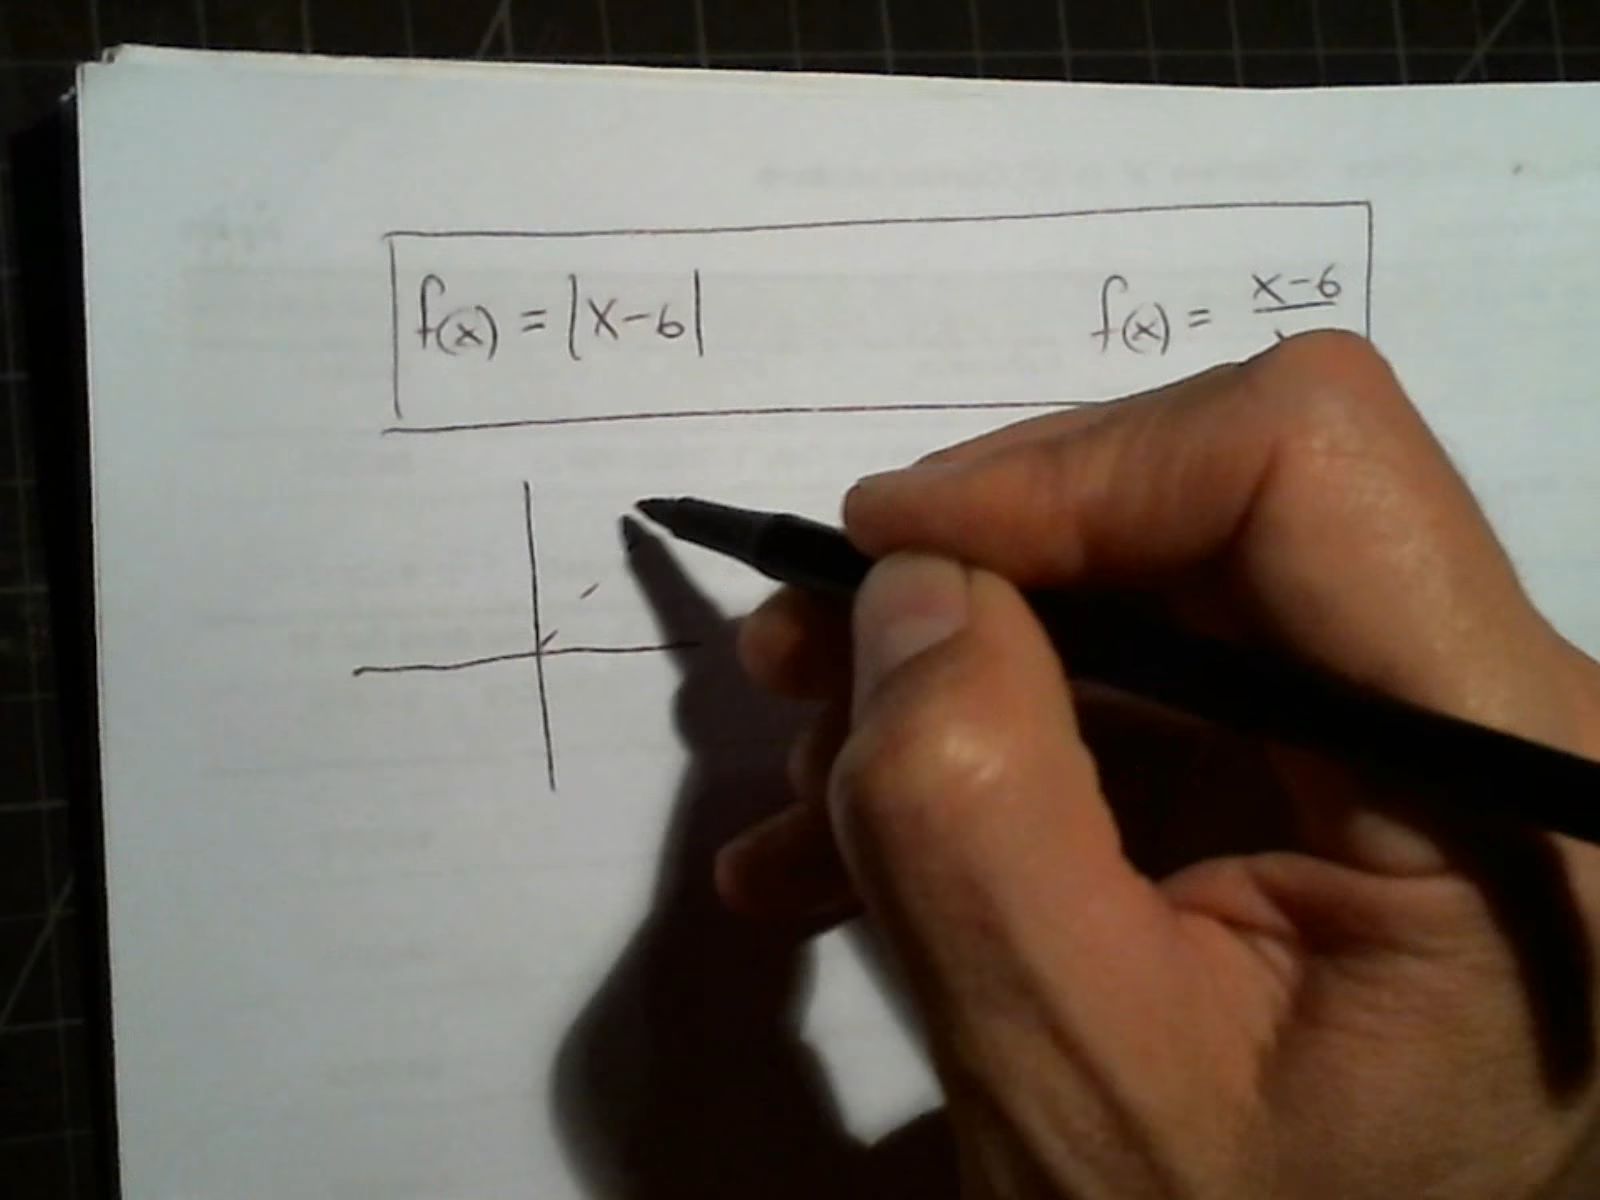 f(x) = |x-6|
f(x) = x-6